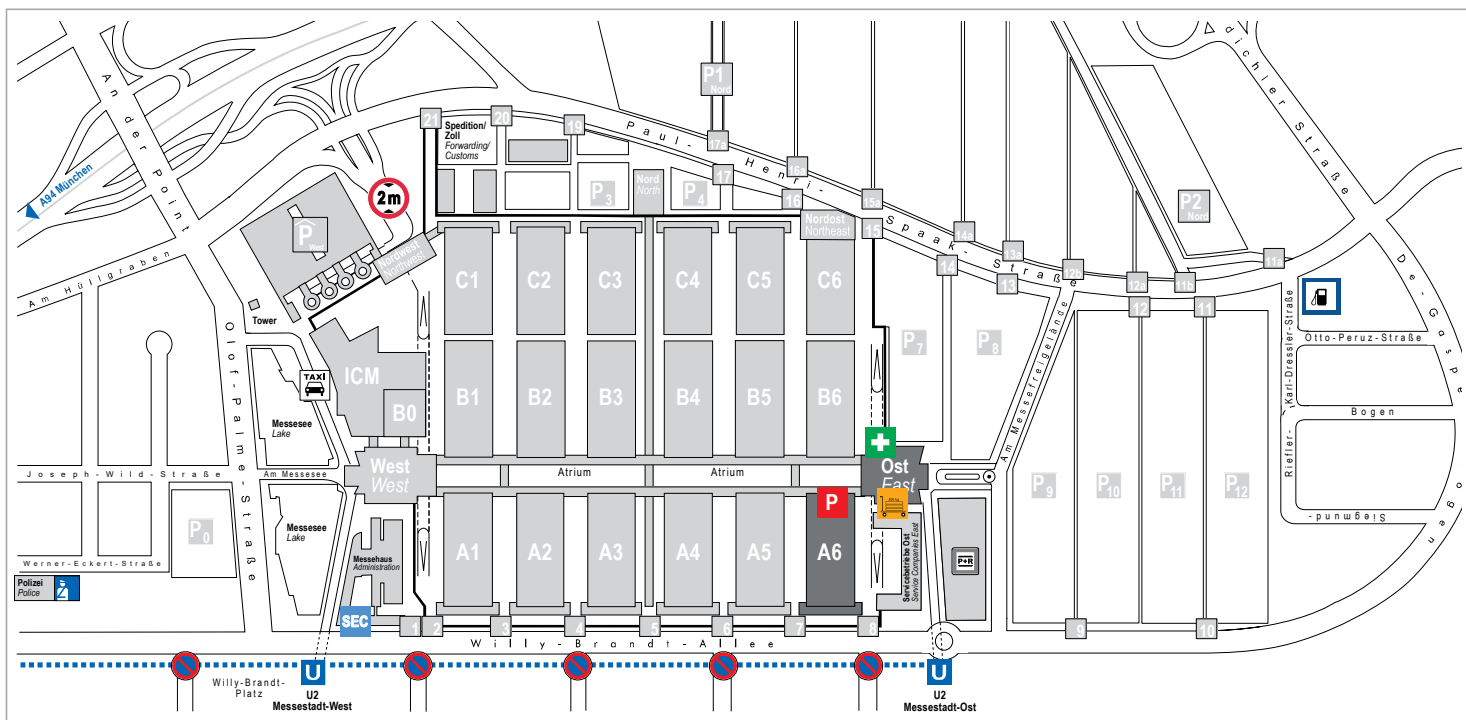 An der Point
A94 München
2m
P
West
Nordwest
Northwest
Am Hüllgraben
Tower
Olof-Palme-Straße
TAXI
ICM
B0
Messesee
Lake
Joseph-Wild-Straße
Am Messesee
West
West
P0
Messesee
Lake
Messehaus
Administration
Werner-Eckert-Straße
Polizei
Police
SEC
21
20
19
17a
17
16a
16
15a
15
14a
14
13a
13
12b
12a
12
11b
11
11a
Spedition/
Zoll
Forwarding/
Customs
P3
Nord
North
P4
P1
Nord
P2
Nord
Paul-Henri-Spaak-Straße
Nordost
Northeast
C1
C2
C3
C4
C5
C6
B1
B2
B3
B4
B5
B6
Atrium
Atrium
Ost
East
P
A1
A2
A3
A4
A5
A6
P7
P8
Am Messefreigelände
P9
P10
P11
P12
Servicebetriebe Ost
Service Companies East
P+R
Karl-Dressler-Straße
Otto-Peruz-Straße
Bogen
Riefler-
Siegmund-
De-Gasperi-Bogen
dichler Straße
1
2
3
4
5
6
7
8
9
10
Willy-Brandt-Allee
Willy-Brandt-
Platz
U
U2
Messestadt-West
U
U2
Messestadt-Ost